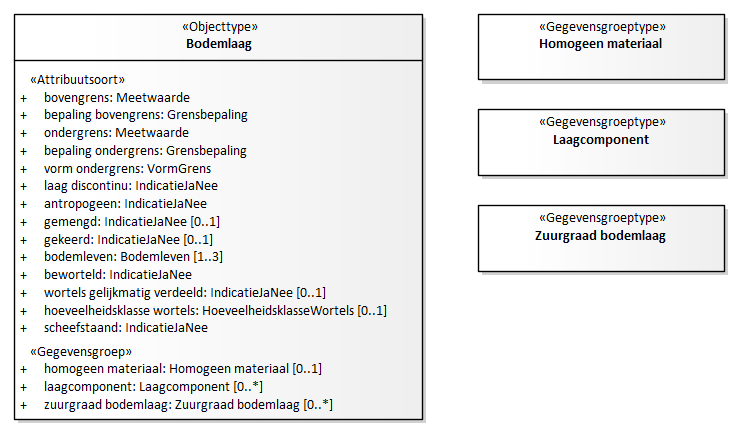 «Objecttype»
Bodemlaag
«Attribuutsoort»
+ bovengrens: Meetwaarde
+ bepaling bovengrens: Grensbepaling
+ ondergrens: Meetwaarde
+ bepaling ondergrens: Grensbepaling
+ vorm ondergrens: VormGrens
+ laag discontinu: IndicatieJaNee
+ antropogeen: IndicatieJaNee
+ gemengd: IndicatieJaNee [0..1]
+ gekeerd: IndicatieJaNee [0..1]
+ bodemleven: Bodemleven [1..3]
+ beworteld: IndicatieJaNee
+ wortels gelijkmatig verdeeld: IndicatieJaNee [0..1]
+ hoeveelheidsklasse wortels: HoeveelheidsklasseWortels [0..1]
+ scheefstaand: IndicatieJaNee
«Gegevensgroep»
+ homogeen materiaal: Homogeen materiaal [0..1]
+ laagcomponent: Laagcomponent [0..*]
+ zuurgraad bodemlaag: Zuurgraad bodemlaag [0..*]
«Gegevensgroeptype»
Homogeen materiaal
«Gegevensgroeptype»
Laagcomponent
«Gegevensgroeptype»
Zuurgraad bodemlaag